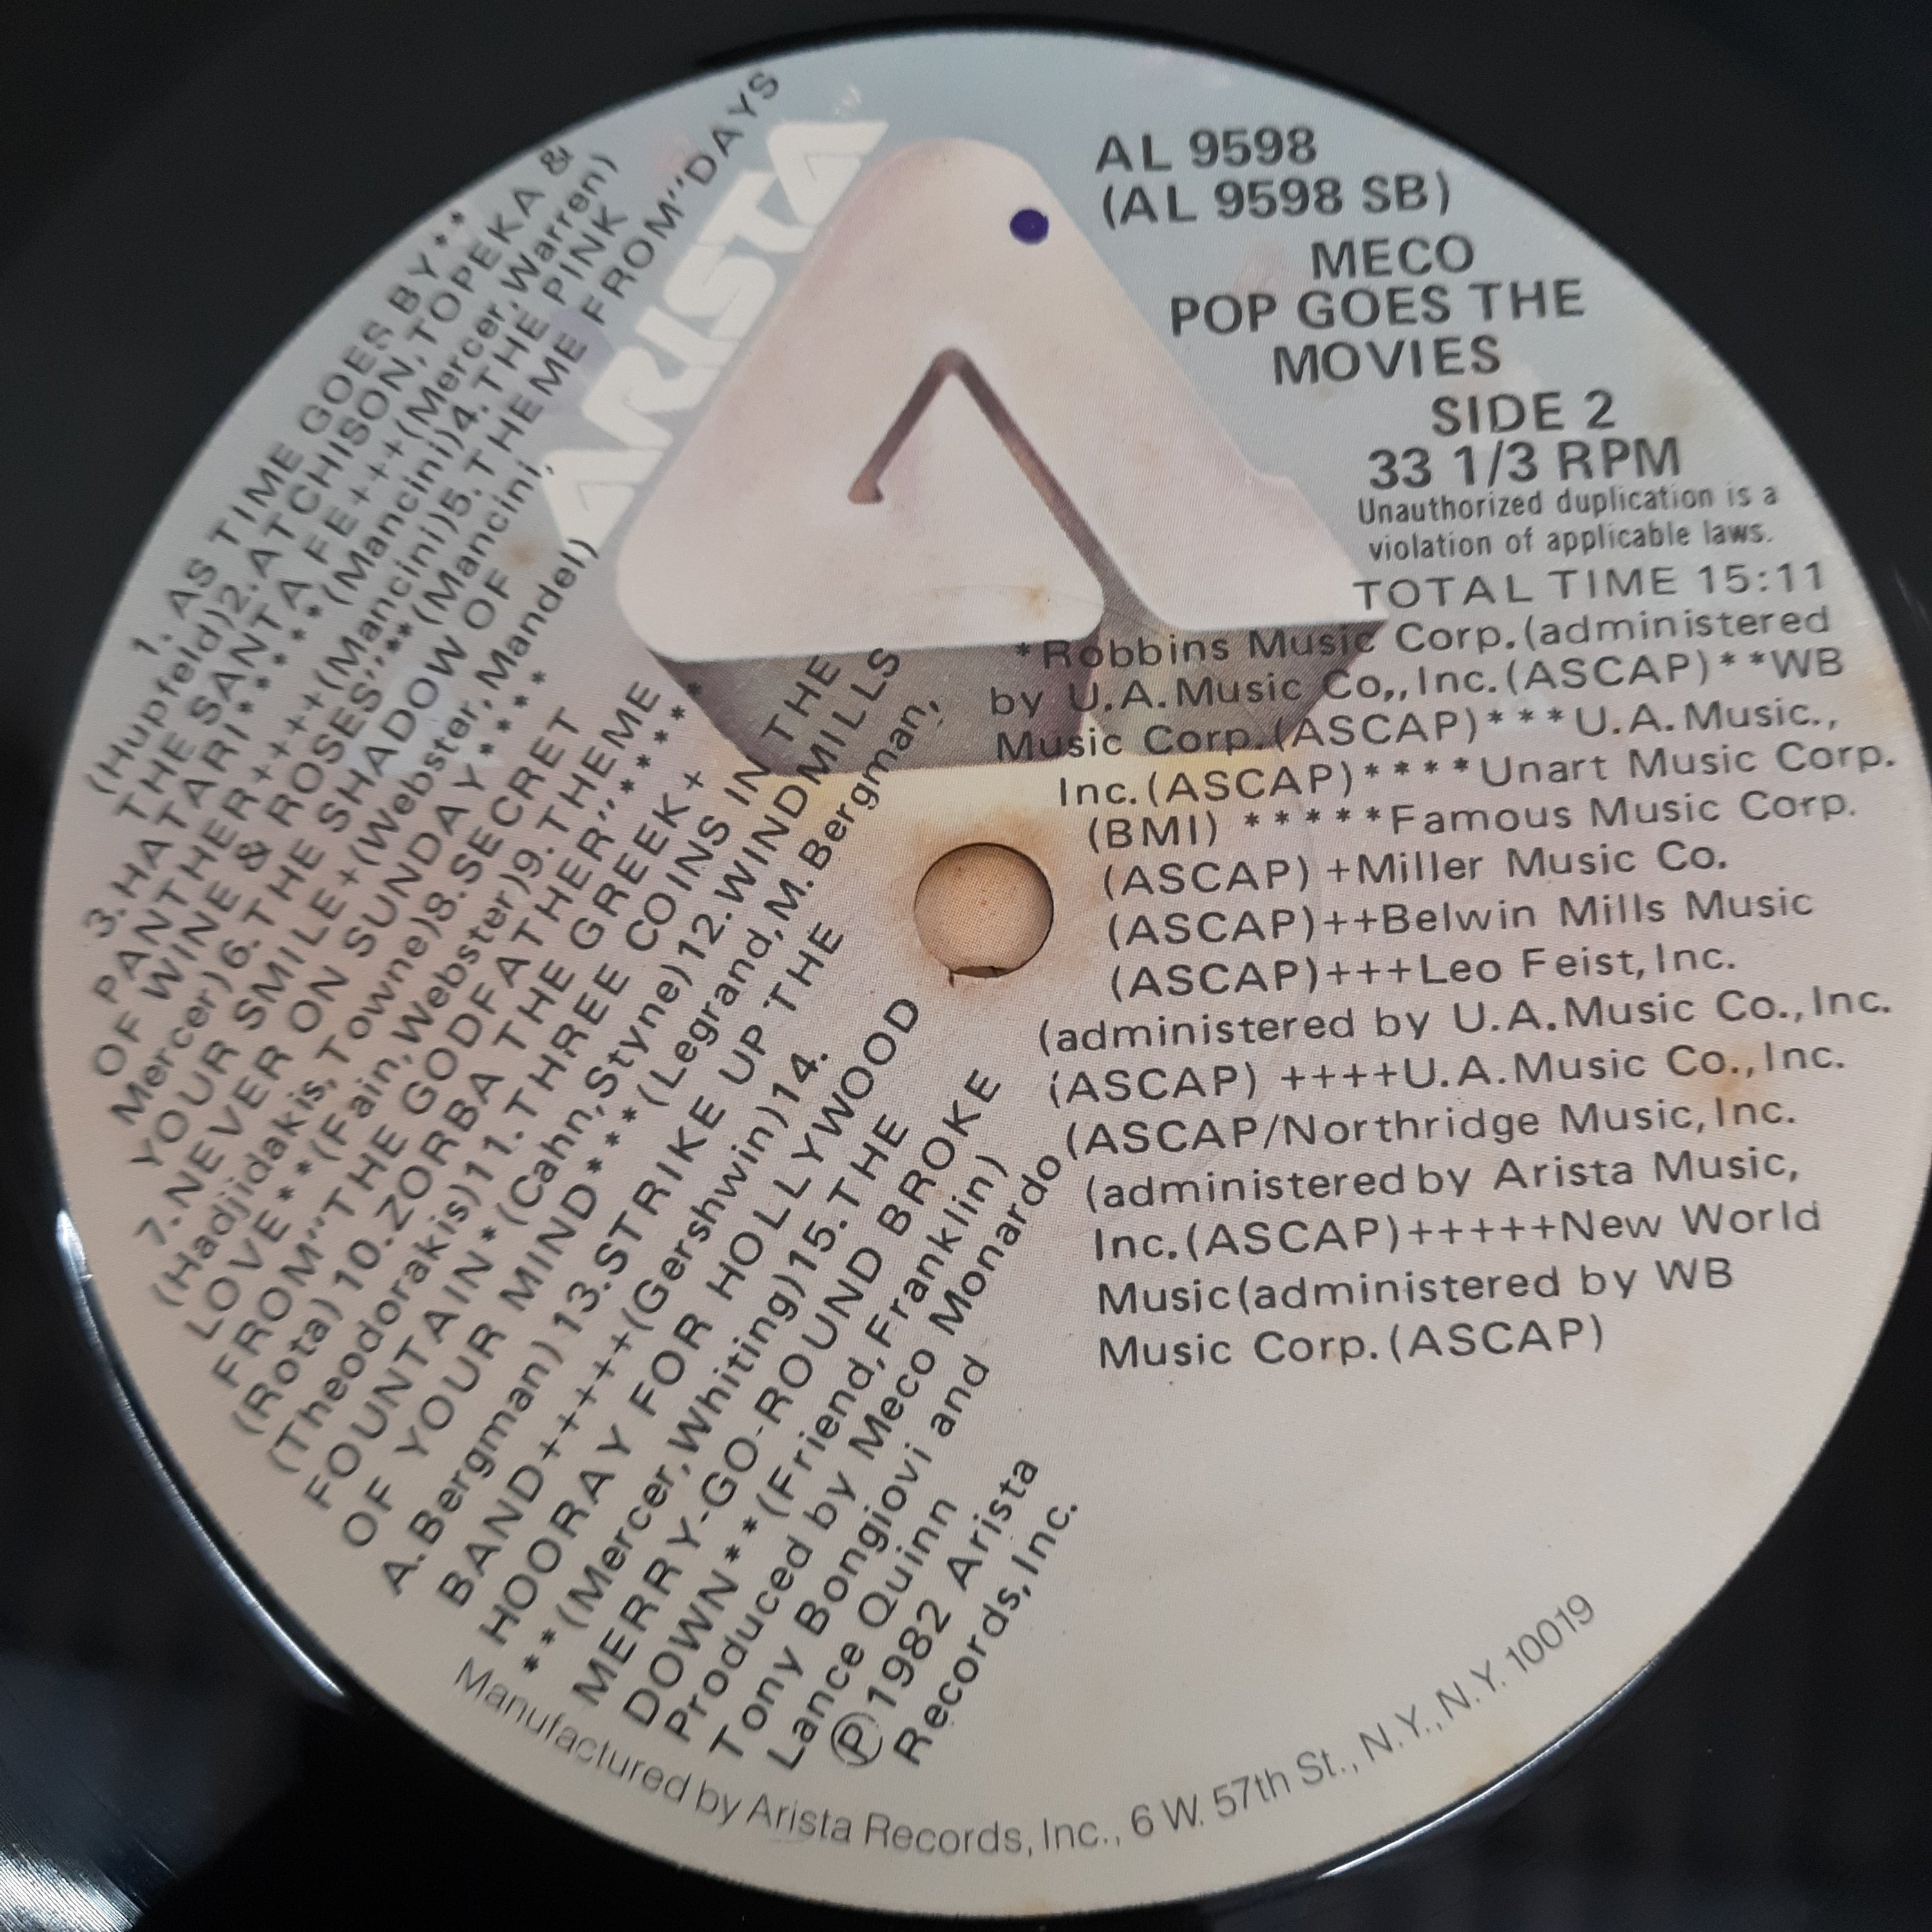 ARISTA
AL 9598
(AL 9598 SB)
MECO
POP GOES THE
MOVIES
SIDE 2
33 1/3 RPM
Unauthorized duplication is a
violation of applicable laws.
TOTAL TIME 15:11
*Robbins Music Corp.(administered
by U.A.Music Co,,Inc.(ASCAP)**WB
Music Corp.(ASCAP)***U.A.Music.,
Inc.(ASCAP)****Unart Music Corp.
(BMI) *****Famous Music Corp.
(ASCAP)+Miller Music Co.
(ASCAP)++Belwin Mills Music
(ASCAP)+++Leo Feist,Inc.
(administered by U.A.Music Co.,Inc.
(ASCAP) ++++U.A.Music Co.,Inc.
(ASCAP/Northridge Music,Inc.
(administered by Arista Music,
Inc.(ASCAP)+++++New World
Music(administered by WB
Music Corp.(ASCAP)
1. AS TIME GOES BY**
(Hupfeld)2.ATCHISON,TOPEKA &
THE SANTA FE+++(Mercer,Warren)
3.HATARI*****(Mancini)4.THE PINK
PANTHER++++(Mancini)5.THEME FROM"DAYS
OF WINE & ROSES"**(Mancini,
Mercer)6.THE SHADOW OF
YOUR SMILE+(Webster,Mandel)
7.NEVER ON SUNDAY****
(Hadjidakis,Towne)8.SECRET
LOVE**(Fain,Webster)9.THEME
FROM"THE GODFATHER"*****
(Rota)10.ZORBA THE GREEK+
(Theodorakis)11.THREE COINS IN THE
FOUNTAIN*(Cahn,Styne)12.WINDMILLS
OF YOUR MIND***(Legrand,M.Bergman,
A.Bergman)13.STRIKE UP THE
BAND+++++(Gershwin)14.
HOORAY FOR HOLLYWOOD
**(Mercer,Whiting)15.THE
MERRY-GO-ROUND BROKE
DOWN**(Friend,Franklin)
Produced by Meco Monardo
Tony Bongiovi and
Lance Quinn
Ⓟ1982 Arista
Records,Inc.
Manufactured by Arista Records, Inc., 6 W. 57th St., N.Y., N.Y. 10019